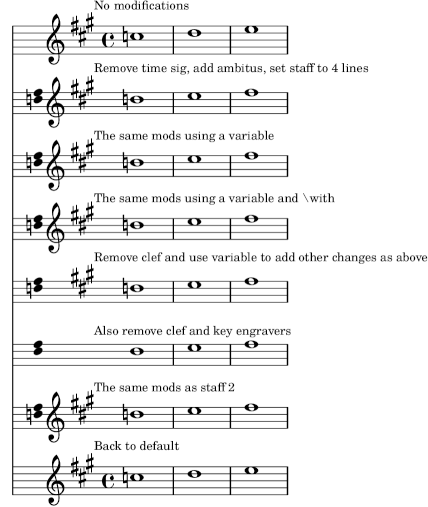 No modifications
Remove time sig, add ambitus, set staff to 4 lines
The same mods using a variable
The same mods using a variable and \with
Remove clef and use variable to add other changes as above
Also remove clef and key engravers
The same mods as staff 2
Back to default